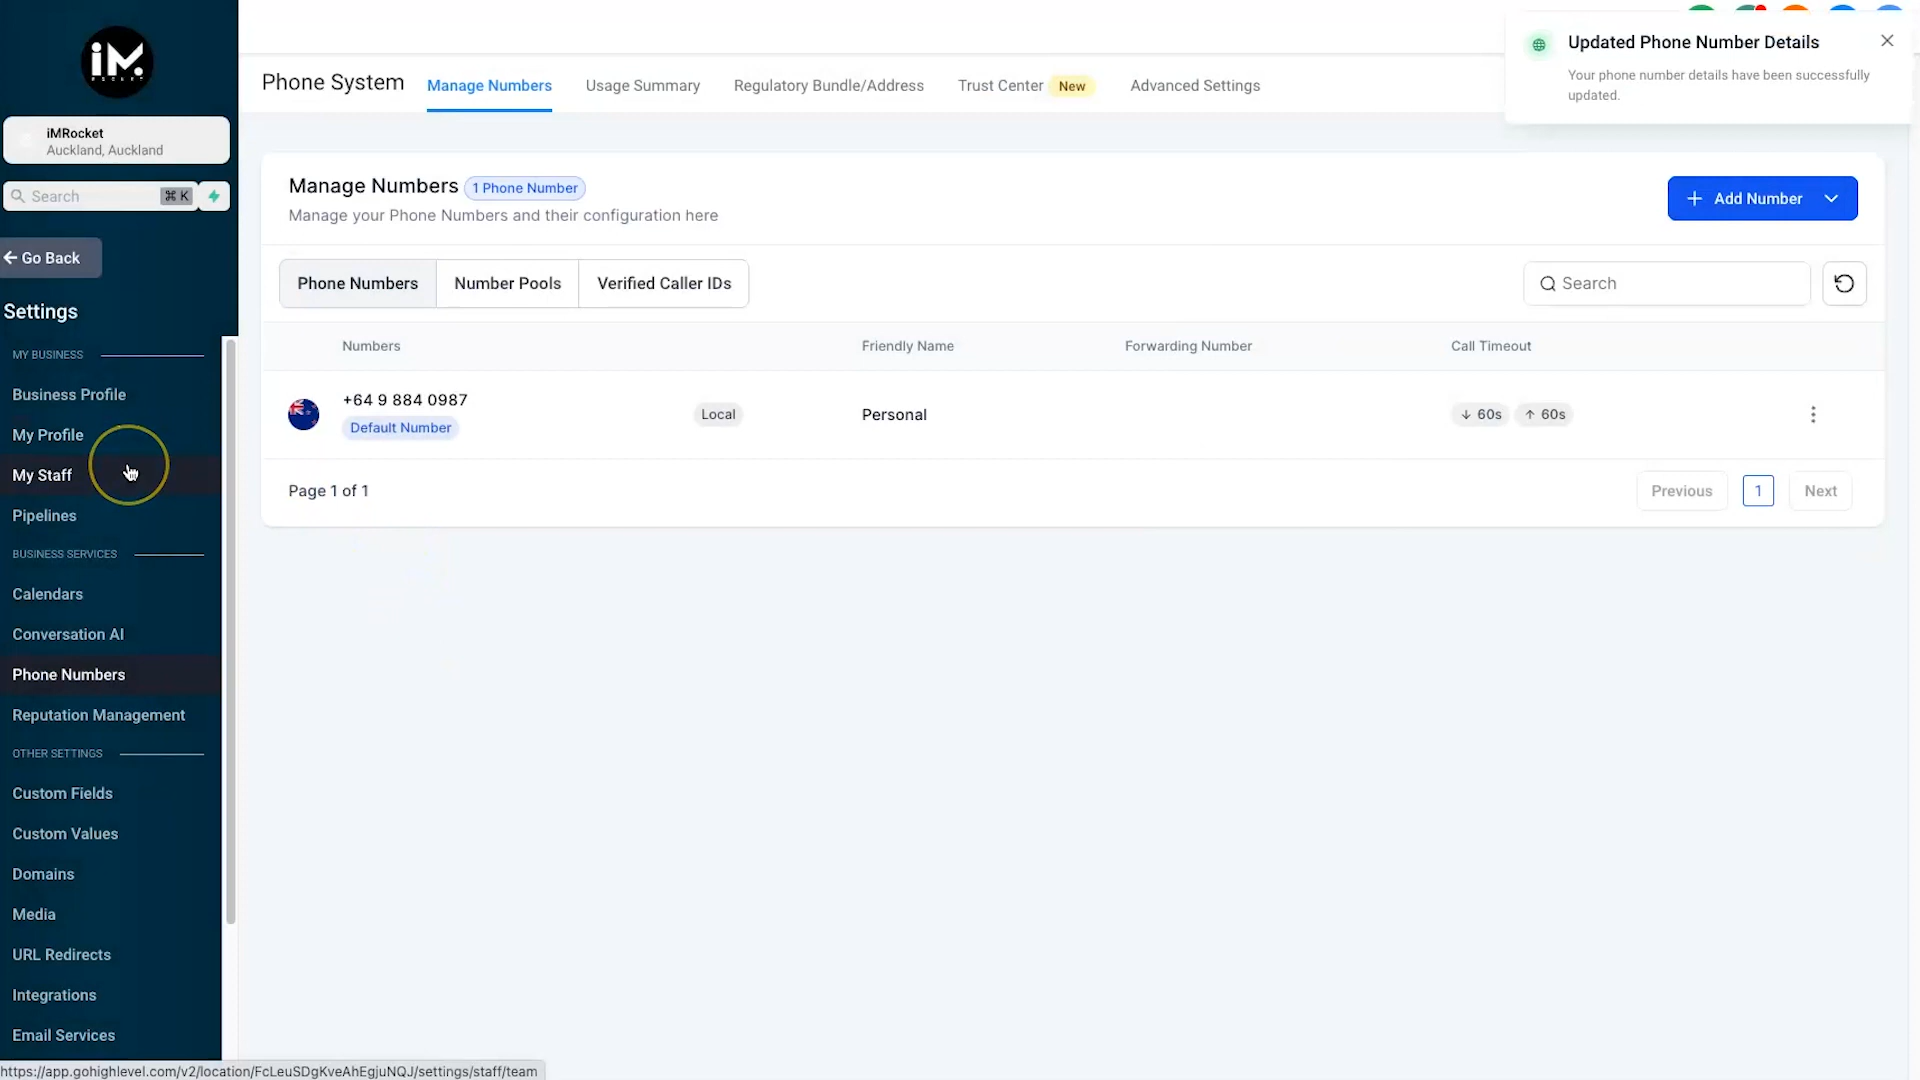 iM.
ROCKET
iMRocket
Auckland, Auckland
Search
⌘ K
Go Back
Settings
MY BUSINESS
Business Profile
My Profile
My Staff
Pipelines
BUSINESS SERVICES
Calendars
Conversation AI
Phone Numbers
Reputation Management
OTHER SETTINGS
Custom Fields
Custom Values
Domains
Media
URL Redirects
Integrations
Email Services
https://app.gohighlevel.com/v2/location/FcLeuSDgKveAhEgjuNQJ/settings/staff/team
Phone System
Manage Numbers
Usage Summary
Regulatory Bundle/Address
Trust Center New
Advanced Settings
Updated Phone Number Details
Your phone number details have been successfully
updated.
Manage Numbers 1 Phone Number
Manage your Phone Numbers and their configuration here
Add Number
Phone Numbers
Number Pools
Verified Caller IDs
Search
Numbers
Friendly Name
Forwarding Number
Call Timeout
+64 9 884 0987
Default Number
Local
Personal
↓ 60s
↑ 60s
Page 1 of 1
Previous
1
Next